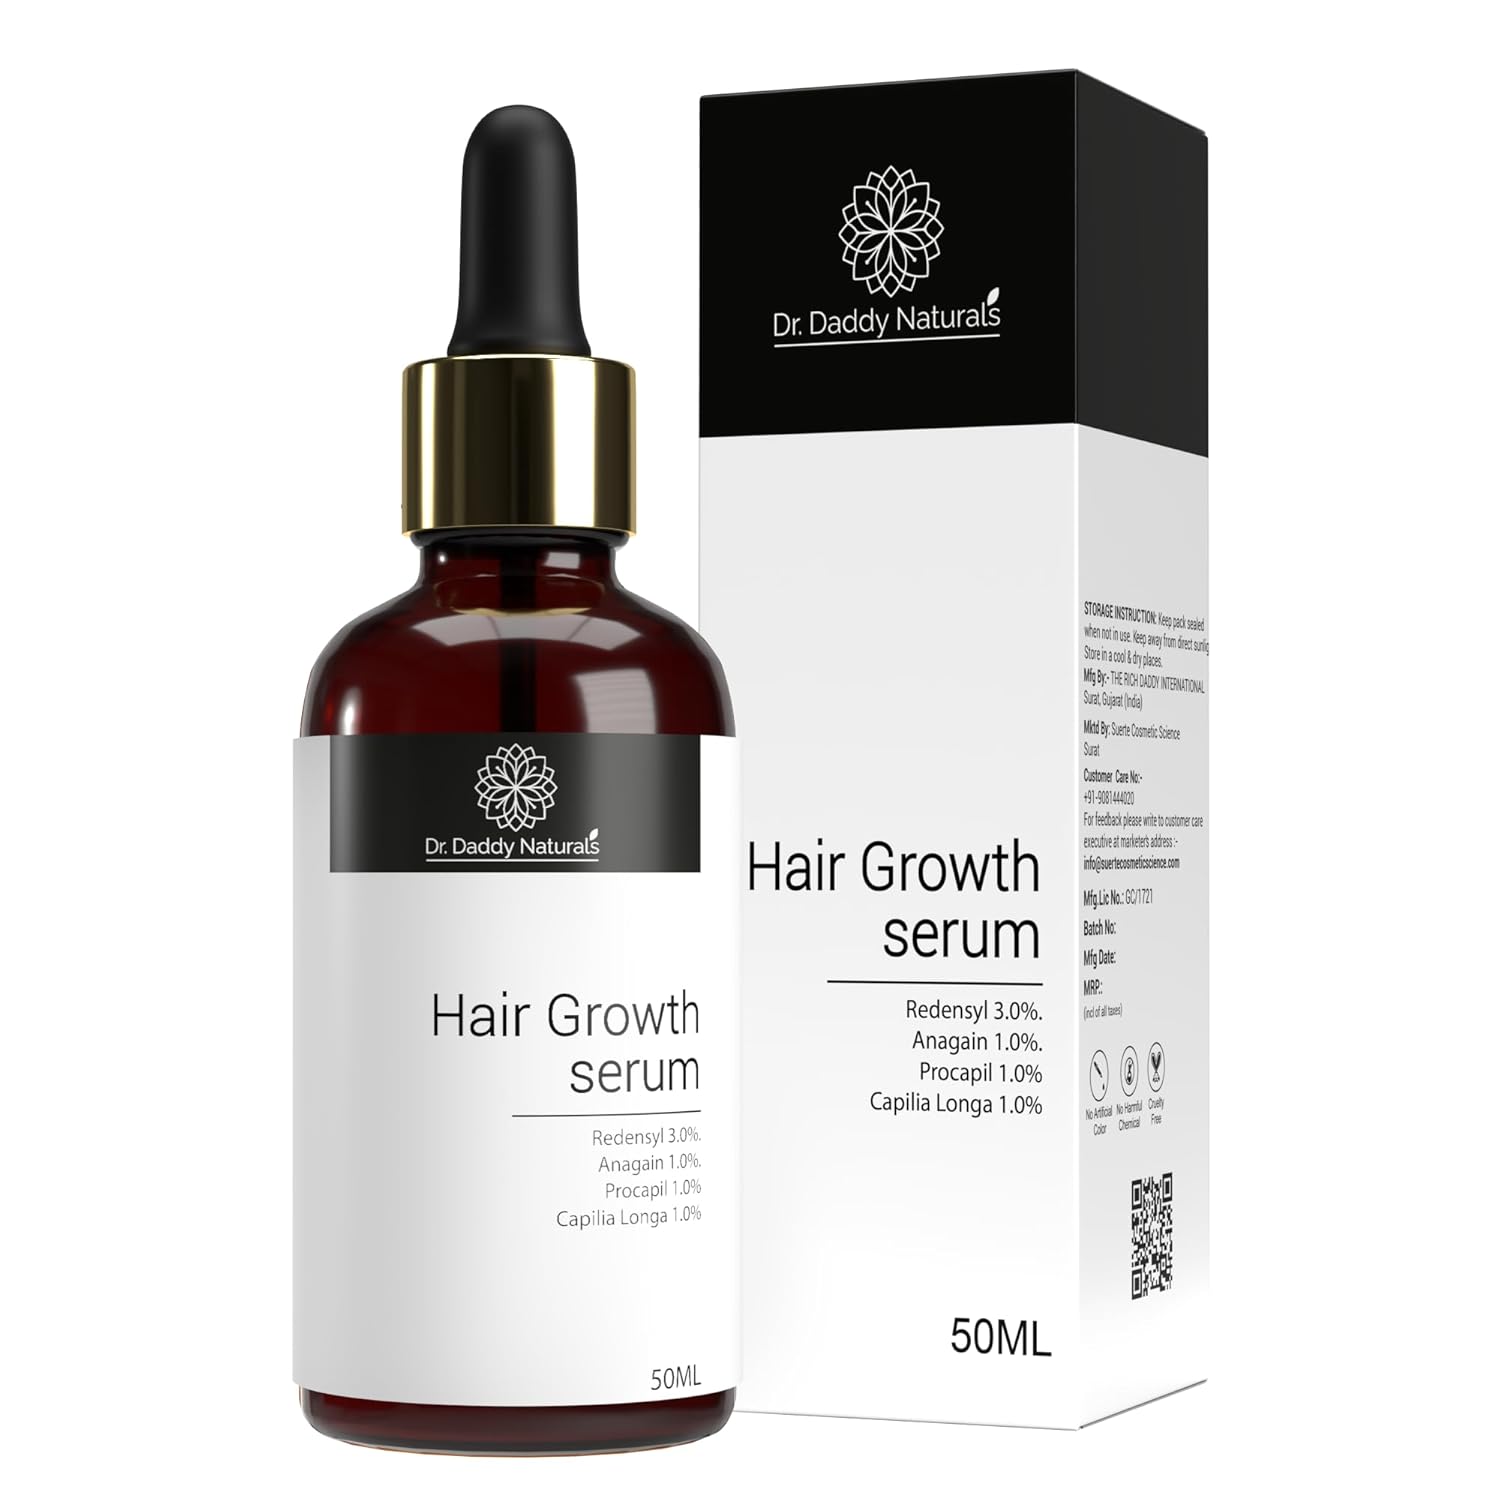 Dr. Daddy Naturals
Hair Growth
serum
Redensyl 3.0%.
Anagain 1.0%.
Procapil 1.0%
Capilia Longa 1.0%
50ML
Dr. Daddy Naturals
Hair Growth
serum
Redensyl 3.0%.
Anagain 1.0%.
Procapil 1.0%
Capilia Longa 1.0%
50ML
STORAGE INSTRUCTION: Keep pack sealed
when not in use. Keep away from direct sunlig
Store in a cool & dry places.
Mfg By:- THE RICH DADDY INTERNATIONAL
Surat, Gujarat (India)
Mktd By: Suerte Cosmetic Science
Surat
Customer Care No:-
+91-9081444020
For feedback please write to customer care
executive at marketer's address :-
info@suertecosmeticscience.com
Mfg.Lic No.: GC/1721
Batch No:
Mfg Date:
MRP.:
(incl of all taxes)
No Artificial
Color
No Harmful
Chemical
Cruelty
Free